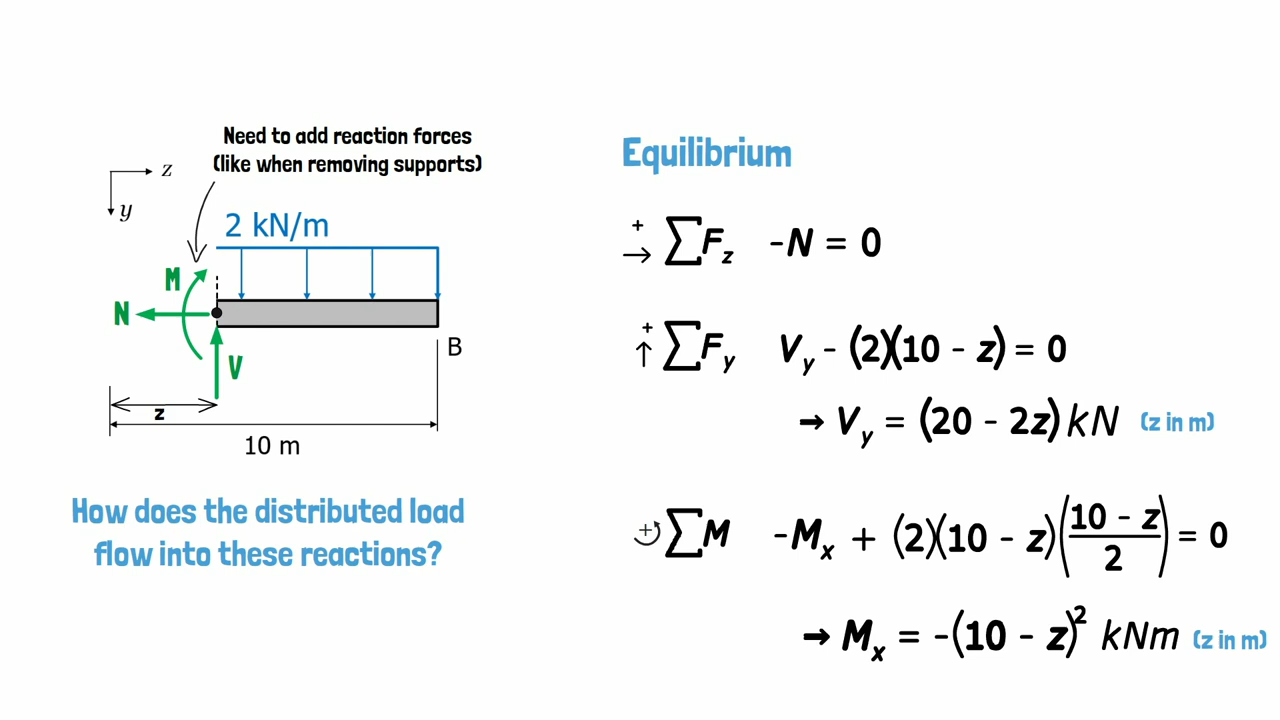 Need to add reaction forces
(like when removing supports)
z
y
2 kN/m
M
N
V
B
z
10 m
How does the distributed load
flow into these reactions?
Equilibrium
+ → ∑F_z -N = 0
+ ↑ ∑F_y V_y - (2)(10 - z) = 0
→ V_y = (20 - 2z) kN (z in m)
+ ∑M -M_x + (2)(10 - z)((10 - z)/2) = 0
→ M_x = -(10 - z)² kNm (z in m)